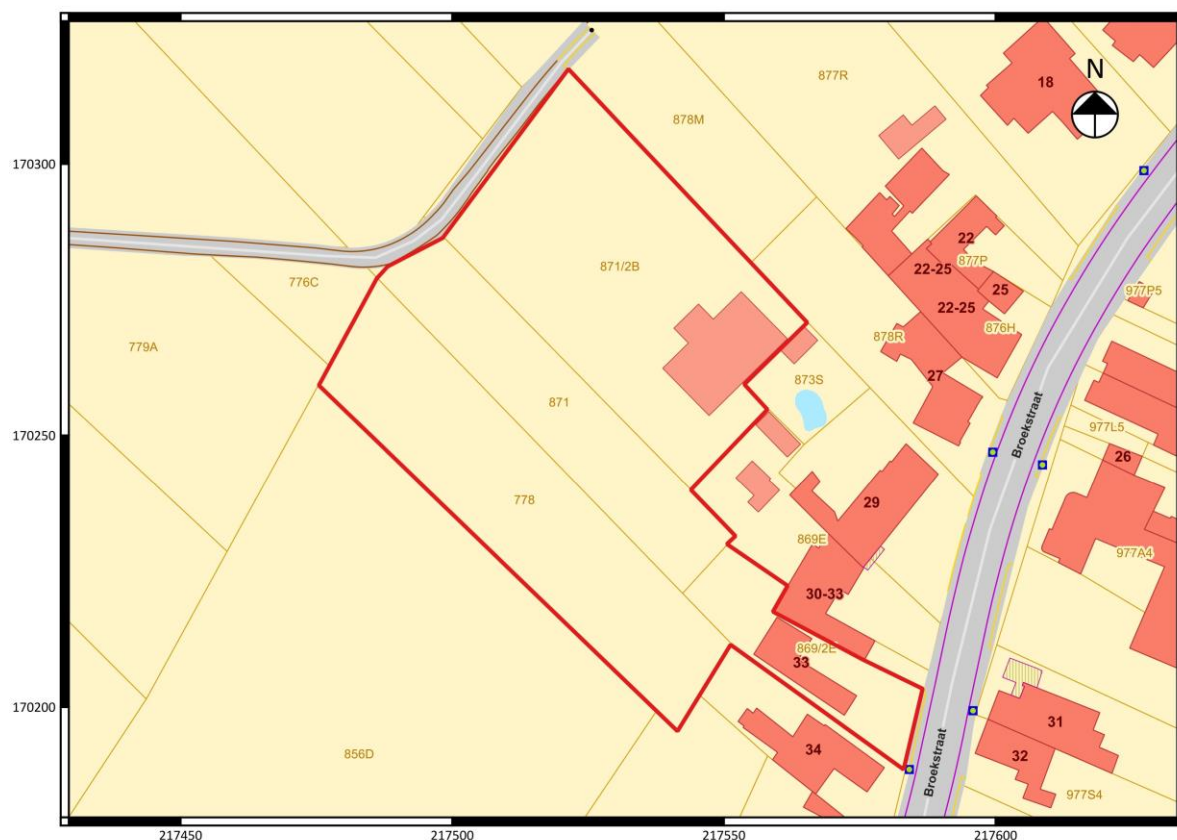 877R
18
N
878M
170300
22
877P
22-25
871/2B
25
977P5
776C
22-25
876H
878R
779A
27
873S
871
Broekstraat
977L5
170250
26
778
29
869E
977A4
30-33
869/2E
33
170200
31
34
32
856D
Broekstraat
977S4
217450
217500
217550
217600